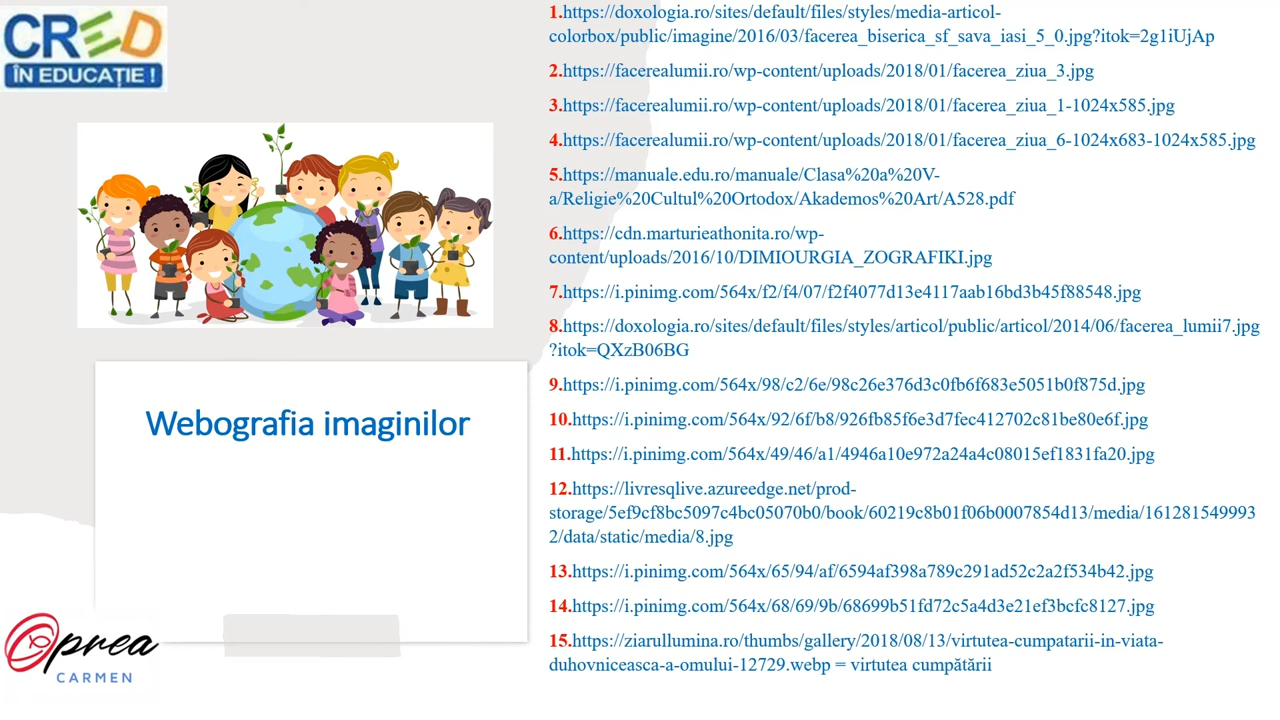 CRED
ÎN EDUCAȚIE !
Webografia imaginilor
Oprea
CARMEN
1.https://doxologia.ro/sites/default/files/styles/media-articol-
colorbox/public/imagine/2016/03/facerea_biserica_sf_sava_iasi_5_0.jpg?itok=2g1iUjAp
2.https://facerealumii.ro/wp-content/uploads/2018/01/facerea_ziua_3.jpg
3.https://facerealumii.ro/wp-content/uploads/2018/01/facerea_ziua_1-1024x585.jpg
4.https://facerealumii.ro/wp-content/uploads/2018/01/facerea_ziua_6-1024x683-1024x585.jpg
5.https://manuale.edu.ro/manuale/Clasa%20a%20V-
a/Religie%20Cultul%20Ortodox/Akademos%20Art/A528.pdf
6.https://cdn.marturieathonita.ro/wp-
content/uploads/2016/10/DIMIOURGIA_ZOGRAFIKI.jpg
7.https://i.pinimg.com/564x/f2/f4/07/f2f4077d13e4117aab16bd3b45f88548.jpg
8.https://doxologia.ro/sites/default/files/styles/articol/public/articol/2014/06/facerea_lumii7.jpg
?itok=QXzB06BG
9.https://i.pinimg.com/564x/98/c2/6e/98c26e376d3c0fb6f683e5051b0f875d.jpg
10.https://i.pinimg.com/564x/92/6f/b8/926fb85f6e3d7fec412702c81be80e6f.jpg
11.https://i.pinimg.com/564x/49/46/a1/4946a10e972a24a4c08015ef1831fa20.jpg
12.https://livresqlive.azureedge.net/prod-
storage/5ef9cf8bc5097c4bc05070b0/book/60219c8b01f06b0007854d13/media/161281549993
2/data/static/media/8.jpg
13.https://i.pinimg.com/564x/65/94/af/6594af398a789c291ad52c2a2f534b42.jpg
14.https://i.pinimg.com/564x/68/69/9b/68699b51fd72c5a4d3e21ef3bcfc8127.jpg
15.https://ziarullumina.ro/thumbs/gallery/2018/08/13/virtutea-cumpatarii-in-viata-
duhovniceasca-a-omului-12729.webp = virtutea cumpătării